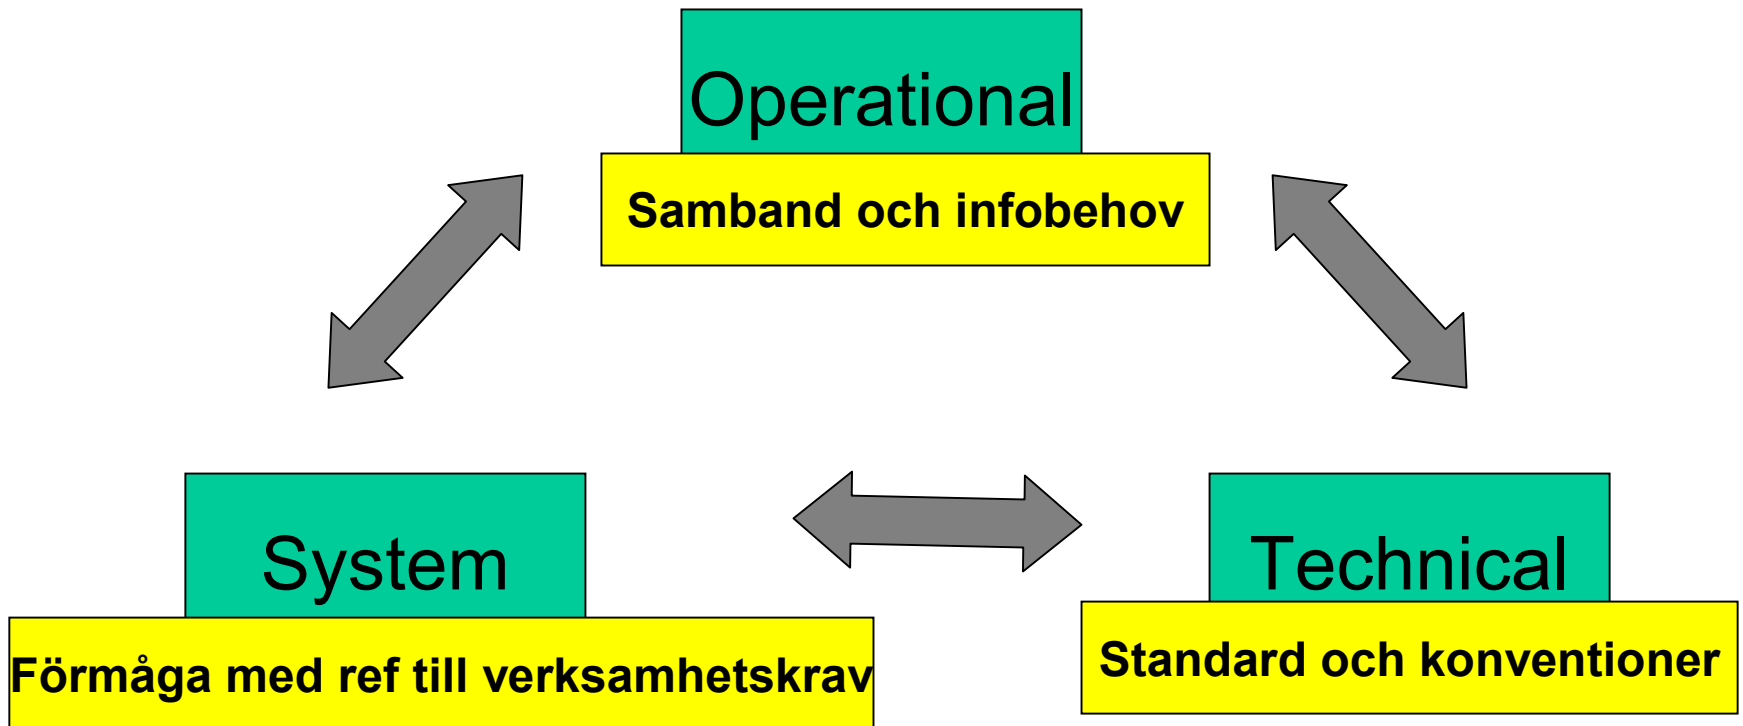 Operational
Samband och infobehov
System
Förmåga med ref till verksamhetskrav
Technical
Standard och konventioner